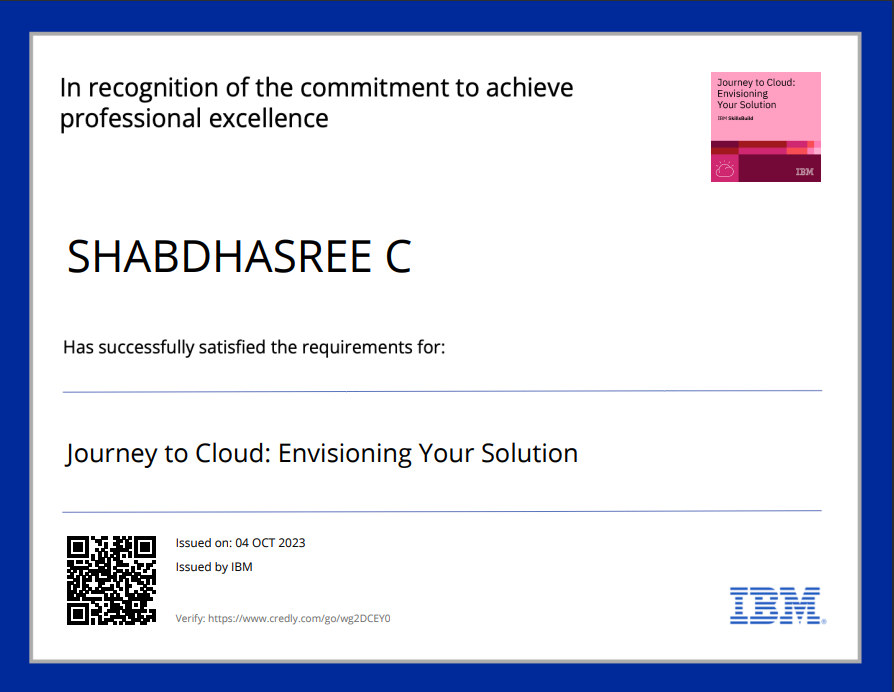 In recognition of the commitment to achieve
professional excellence
Journey to Cloud:
Envisioning
Your Solution
IBM SkillsBuild
IBM
SHABDHASREE C
Has successfully satisfied the requirements for:
Journey to Cloud: Envisioning Your Solution
Issued on: 04 OCT 2023
Issued by IBM
Verify: https://www.credly.com/go/wg2DCEY0
IBM®